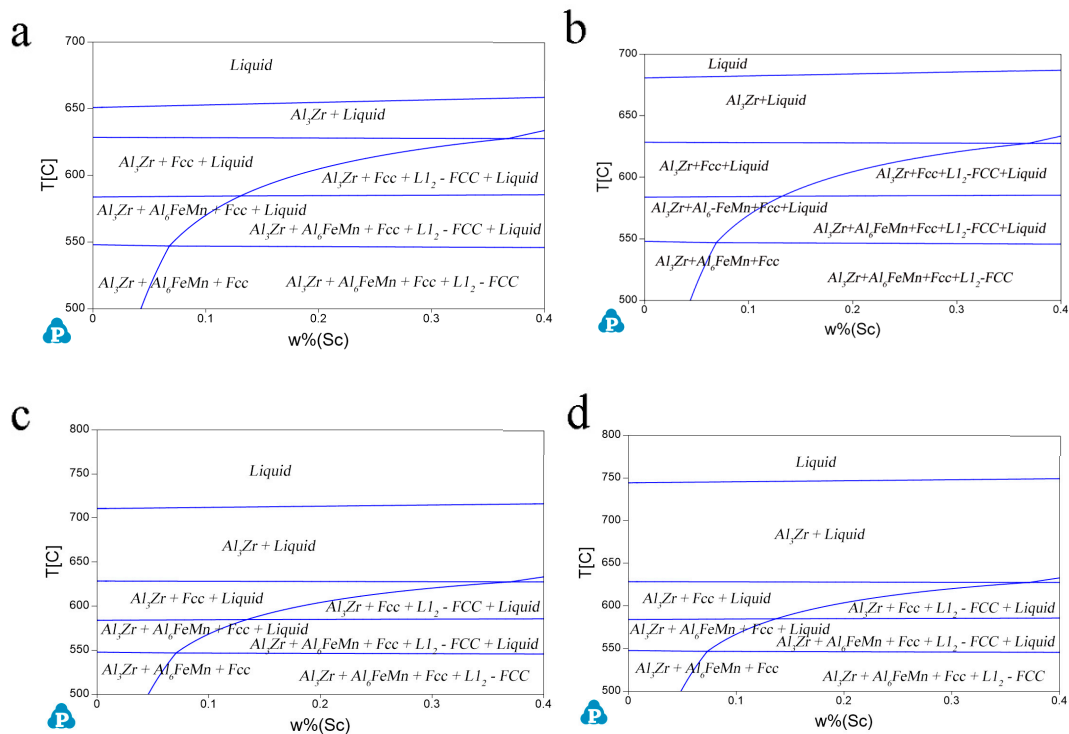 a
700
650
600
550
500
T[C]
Liquid
Al₃Zr + Liquid
Al₃Zr + Fcc + Liquid
Al₃Zr + Fcc + L1₂ - FCC + Liquid
Al₃Zr + Al₆FeMn + Fcc + Liquid
Al₃Zr + Al₆FeMn + Fcc + L1₂ - FCC + Liquid
Al₃Zr + Al₆FeMn + Fcc
Al₃Zr + Al₆FeMn + Fcc + L1₂ - FCC
0 0.1 0.2 0.3 0.4
w%(Sc)
P
b
700
650
600
550
500
T[C]
Liquid
Al₃Zr+Liquid
Al₃Zr+Fcc+Liquid
Al₃Zr+Fcc+L1₂-FCC+Liquid
Al₃Zr+Al₆-FeMn+Fcc+Liquid
Al₃Zr+Al₆FeMn+Fcc+L1₂-FCC+Liquid
Al₃Zr+Al₆FeMn+Fcc
Al₃Zr+Al₆FeMn+Fcc+L1₂-FCC
0 0.1 0.2 0.3 0.4
w%(Sc)
P
c
800
750
700
650
600
550
500
T[C]
Liquid
Al₃Zr + Liquid
Al₃Zr + Fcc + Liquid
Al₃Zr + Fcc + L1₂ - FCC + Liquid
Al₃Zr + Al₆FeMn + Fcc + Liquid
Al₃Zr + Al₆FeMn + Fcc + L1₂ - FCC + Liquid
Al₃Zr + Al₆FeMn + Fcc
Al₃Zr + Al₆FeMn + Fcc + L1₂ - FCC
0 0.1 0.2 0.3 0.4
w%(Sc)
P
d
800
750
700
650
600
550
500
T[C]
Liquid
Al₃Zr + Liquid
Al₃Zr + Fcc + Liquid
Al₃Zr + Fcc + L1₂ - FCC + Liquid
Al₃Zr + Al₆FeMn + Fcc + Liquid
Al₃Zr + Al₆FeMn + Fcc + L1₂ - FCC + Liquid
Al₃Zr + Al₆FeMn + Fcc
Al₃Zr + Al₆FeMn + Fcc + L1₂ - FCC
0 0.1 0.2 0.3 0.4
w%(Sc)
P